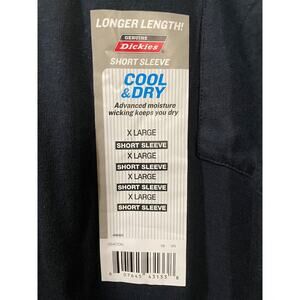 LONGER LENGTH!
GENUINE
Dickies
SHORT SLEEVE
COOL
& DRY
Advanced moisture
wicking keeps you dry
X LARGE
SHORT SLEEVE
X LARGE
SHORT SLEEVE
X LARGE
SHORT SLEEVE
X LARGE
SHORT SLEEVE